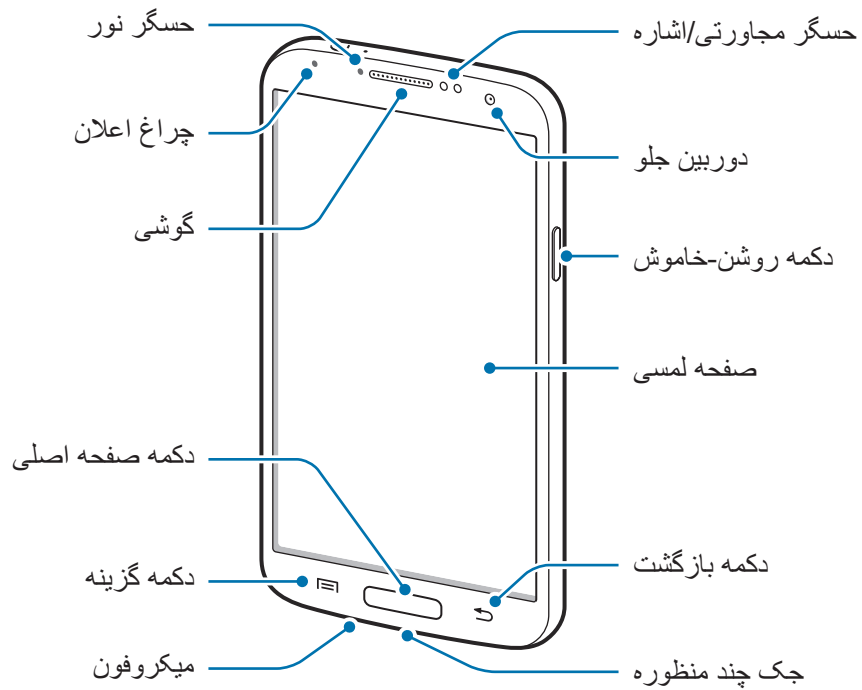 حسگر نور
حسگر مجاورتی/اشاره
چراغ اعلان
دوربین جلو
گوشی
دکمه روشن-خاموش
صفحه لمسی
دکمه صفحه اصلی
دکمه بازگشت
دکمه گزینه
میکروفون
جک چند منظوره